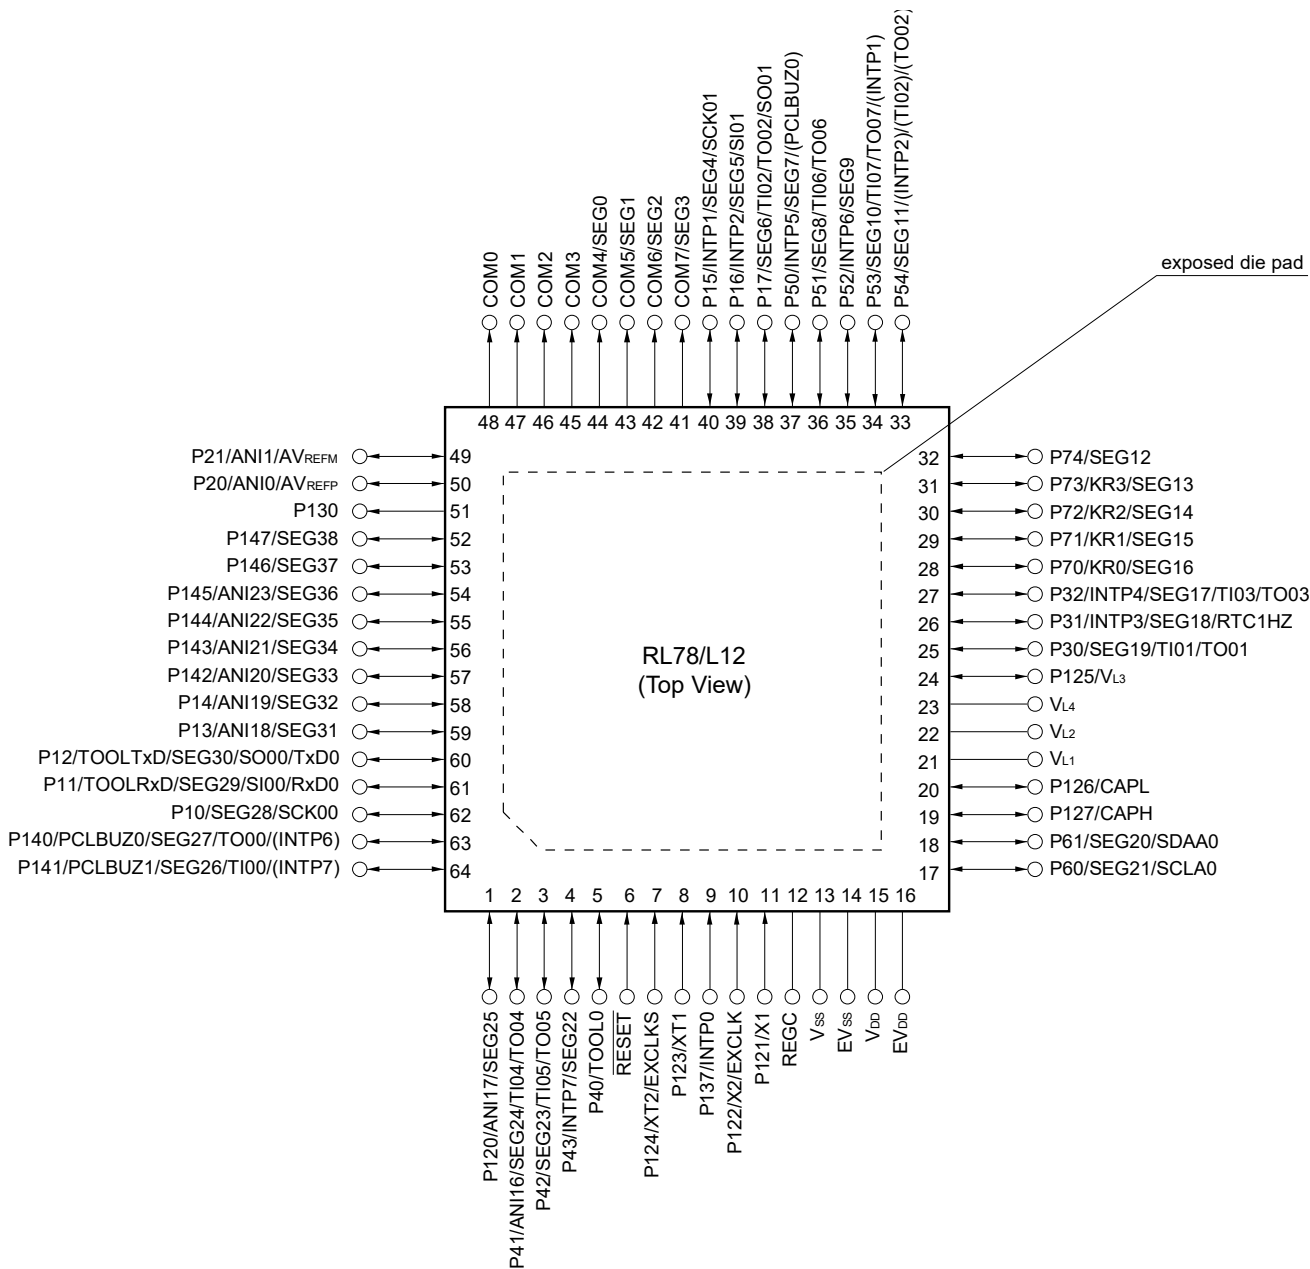 P54/SEG11/(INTP2)/(TI02)/(TO02)
P53/SEG10/TI07/TO07/(INTP1)
P52/INTP6/SEG9
P51/SEG8/TI06/TO06
P50/INTP5/SEG7/(PCLBUZ0)
P17/SEG6/TI02/TO02/SO01
P16/INTP2/SEG5/SI01
P15/INTP1/SEG4/SCK01
COM7/SEG3
COM6/SEG2
COM5/SEG1
COM4/SEG0
COM3
COM2
COM1
COM0
exposed die pad
48 47 46 45 44 43 42 41 40 39 38 37 36 35 34 33
P21/ANI1/AVREFM 49
P20/ANI0/AVREFP 50
P130 51
P147/SEG38 52
P146/SEG37 53
P145/ANI23/SEG36 54
P144/ANI22/SEG35 55
P143/ANI21/SEG34 56
P142/ANI20/SEG33 57
P14/ANI19/SEG32 58
P13/ANI18/SEG31 59
P12/TOOLTxD/SEG30/SO00/TxD0 60
P11/TOOLRxD/SEG29/SI00/RxD0 61
P10/SEG28/SCK00 62
P140/PCLBUZ0/SEG27/TO00/(INTP6) 63
P141/PCLBUZ1/SEG26/TI00/(INTP7) 64
RL78/L12
(Top View)
32 P74/SEG12
31 P73/KR3/SEG13
30 P72/KR2/SEG14
29 P71/KR1/SEG15
28 P70/KR0/SEG16
27 P32/INTP4/SEG17/TI03/TO03
26 P31/INTP3/SEG18/RTC1HZ
25 P30/SEG19/TI01/TO01
24 P125/VL3
23 VL4
22 VL2
21 VL1
20 P126/CAPL
19 P127/CAPH
18 P61/SEG20/SDAA0
17 P60/SEG21/SCLA0
1 2 3 4 5 6 7 8 9 10 11 12 13 14 15 16
P120/ANI17/SEG25
P41/ANI16/SEG24/TI04/TO04
P42/SEG23/TI05/TO05
P43/INTP7/SEG22
P40/TOOL0
RESET
P124/XT2/EXCLKS
P123/XT1
P137/INTP0
P122/X2/EXCLK
P121/X1
REGC
VSS
EVSS
VDD
EVDD